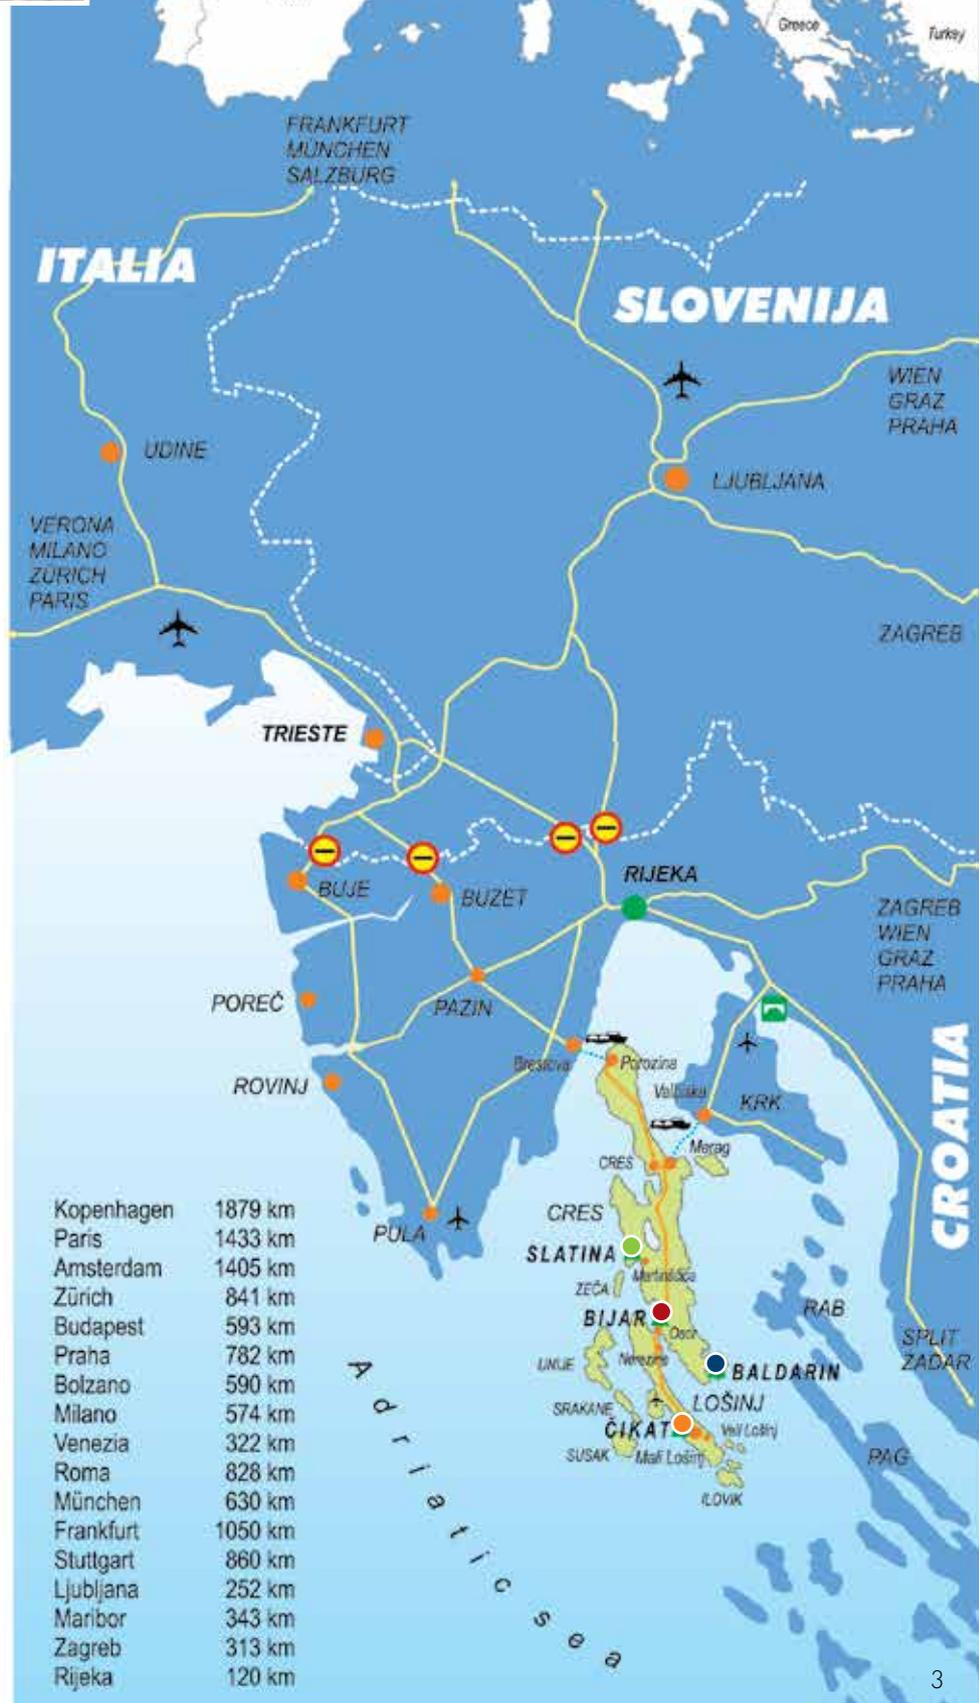 Greece
Turkey
FRANKFURT
MÜNCHEN
SALZBURG
ITALIA
SLOVENIJA
WIEN
GRAZ
PRAHA
UDINE
LJUBLJANA
VERONA
MILANO
ZÜRICH
PARIS
ZAGREB
TRIESTE
RIJEKA
BUJE
BUZET
ZAGREB
WIEN
GRAZ
PRAHA
POREČ
PAZIN
Brestova
Porozina
ROVINJ
Valbiska
KRK
CROATIA
Merag
CRES
CRES
PULA
SLATINA
Martinšćica
ZEČA
BIJAR
RAB
Osor
SPLIT
ZADAR
UNIJE
Nerezine
BALDARIN
SRAKANE
LOŠINJ
ČIKAT
Veli Lošinj
SUSAK
Mali Lošinj
PAG
ILOVIK
Kopenhagen 1879 km
Paris 1433 km
Amsterdam 1405 km
Zürich 841 km
Budapest 593 km
Praha 782 km
Bolzano 590 km
Milano 574 km
Venezia 322 km
Roma 828 km
München 630 km
Frankfurt 1050 km
Stuttgart 860 km
Ljubljana 252 km
Maribor 343 km
Zagreb 313 km
Rijeka 120 km
Adriatic sea
3